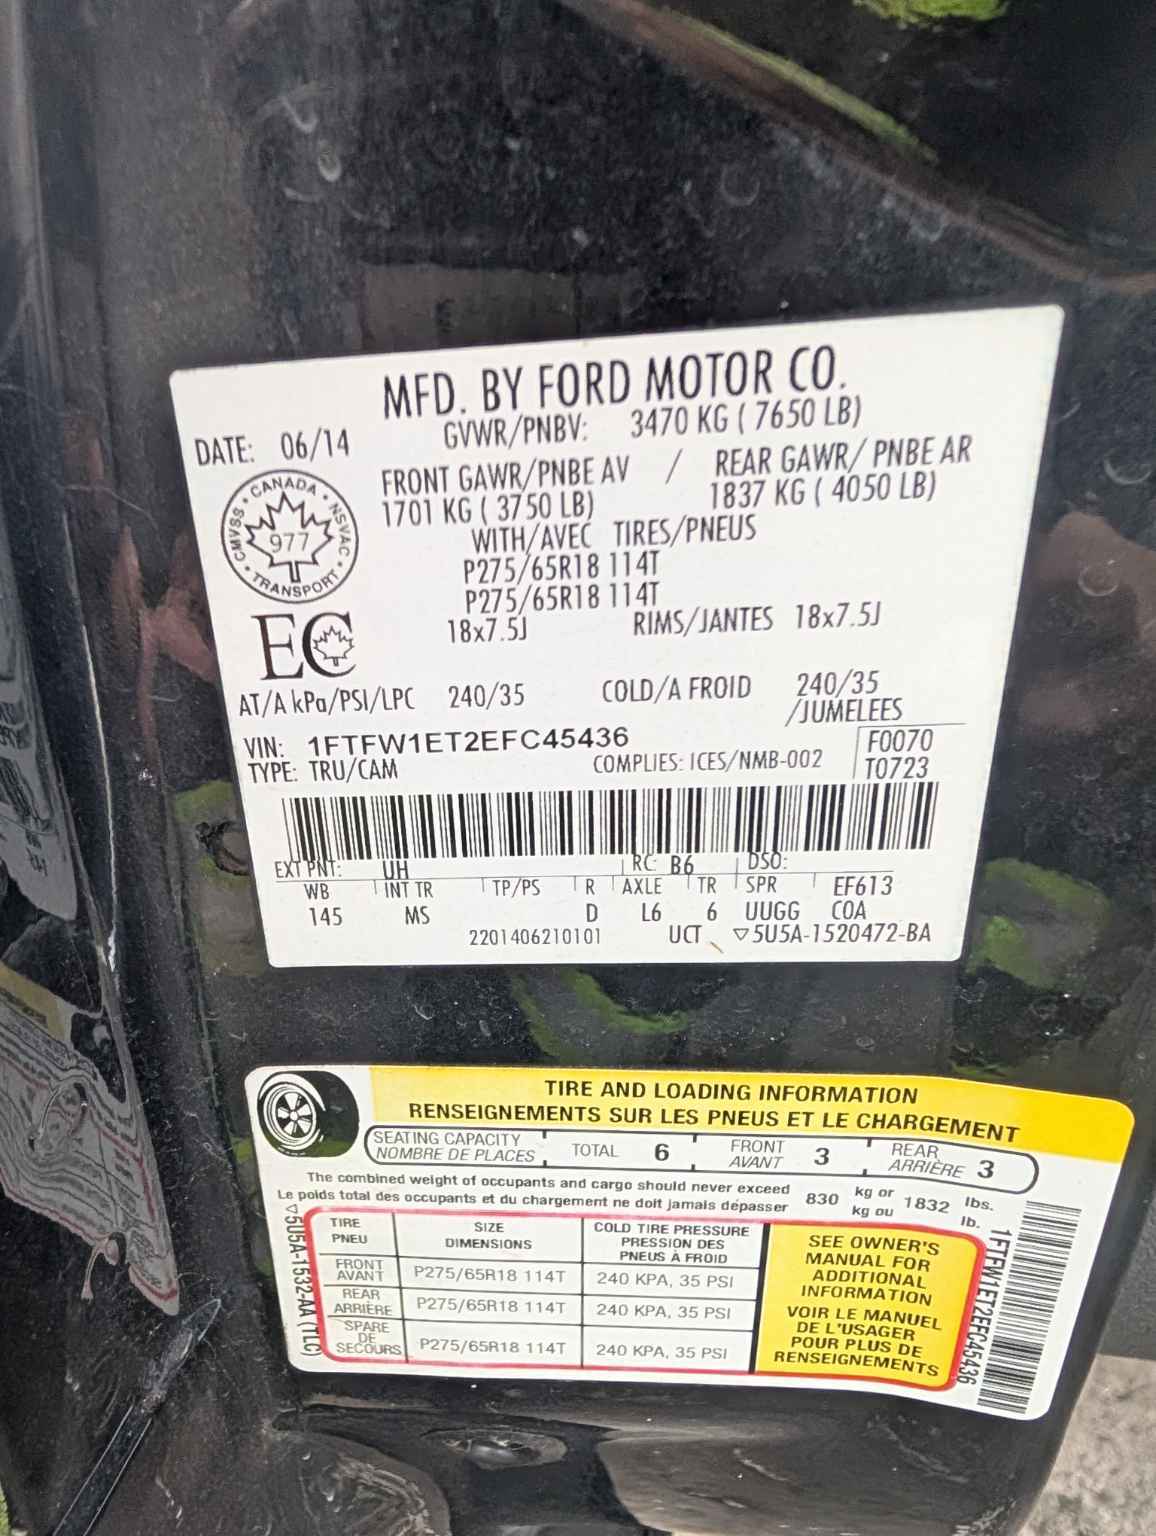 MFD. BY FORD MOTOR CO.
DATE: 06/14 GVWR/PNBV: 3470 KG ( 7650 LB)
FRONT GAWR/PNBE AV / REAR GAWR/ PNBE AR
1701 KG ( 3750 LB) 1837 KG ( 4050 LB)
WITH/AVEC TIRES/PNEUS
P275/65R18 114T
P275/65R18 114T
18x7.5J RIMS/JANTES 18x7.5J
CANADA
CMVSS 977 NSVAC
TRANSPORT
EC
AT/A kPa/PSI/LPC 240/35 COLD/A FROID 240/35
/JUMELEES
VIN: 1FTFW1ET2EFC45436 F0070
TYPE: TRU/CAM COMPLIES: ICES/NMB-002 T0723
EXT PNT: UH RC: B6 DSO:
WB INT TR TP/PS R AXLE TR SPR EF613
145 MS D L6 6 UUGG COA
2201406210101 UCT ▽5U5A-1520472-BA
TIRE AND LOADING INFORMATION
RENSEIGNEMENTS SUR LES PNEUS ET LE CHARGEMENT
SEATING CAPACITY TOTAL 6 FRONT 3 REAR 3
NOMBRE DE PLACES AVANT ARRIÈRE
The combined weight of occupants and cargo should never exceed 830 kg or 1832 lbs.
Le poids total des occupants et du chargement ne doit jamais dépasser kg ou lb.
TIRE SIZE COLD TIRE PRESSURE
PNEU DIMENSIONS PRESSION DES
PNEUS À FROID
FRONT
AVANT P275/65R18 114T 240 KPA, 35 PSI
REAR
ARRIÈRE P275/65R18 114T 240 KPA, 35 PSI
SPARE
DE
SECOURS P275/65R18 114T 240 KPA, 35 PSI
SEE OWNER'S
MANUAL FOR
ADDITIONAL
INFORMATION
VOIR LE MANUEL
DE L'USAGER
POUR PLUS DE
RENSEIGNEMENTS
▽5U5A-1532-AA (TLC)
1FTFW1ET2EFC45436